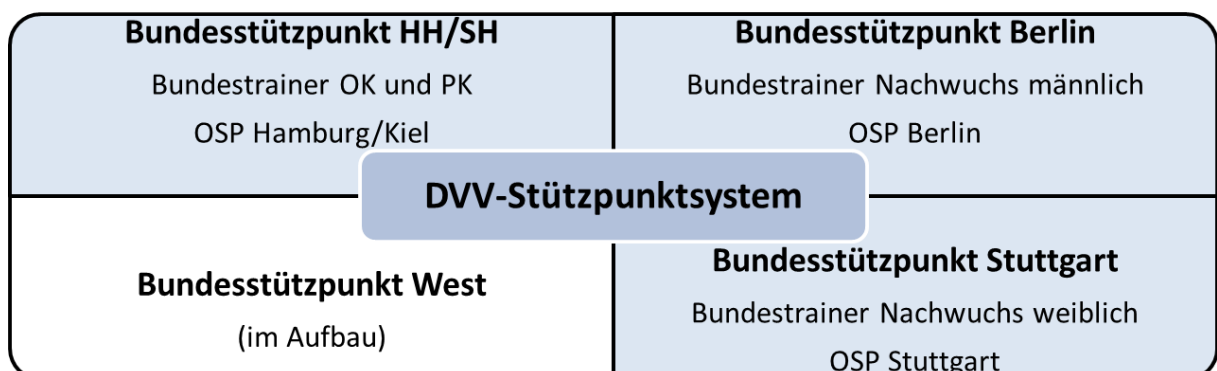 Bundesstützpunkt HH/SH
Bundestrainer OK und PK
OSP Hamburg/Kiel
Bundesstützpunkt Berlin
Bundestrainer Nachwuchs männlich
OSP Berlin
DVV-Stützpunktsystem
Bundesstützpunkt West
(im Aufbau)
Bundesstützpunkt Stuttgart
Bundestrainer Nachwuchs weiblich
OSP Stuttgart